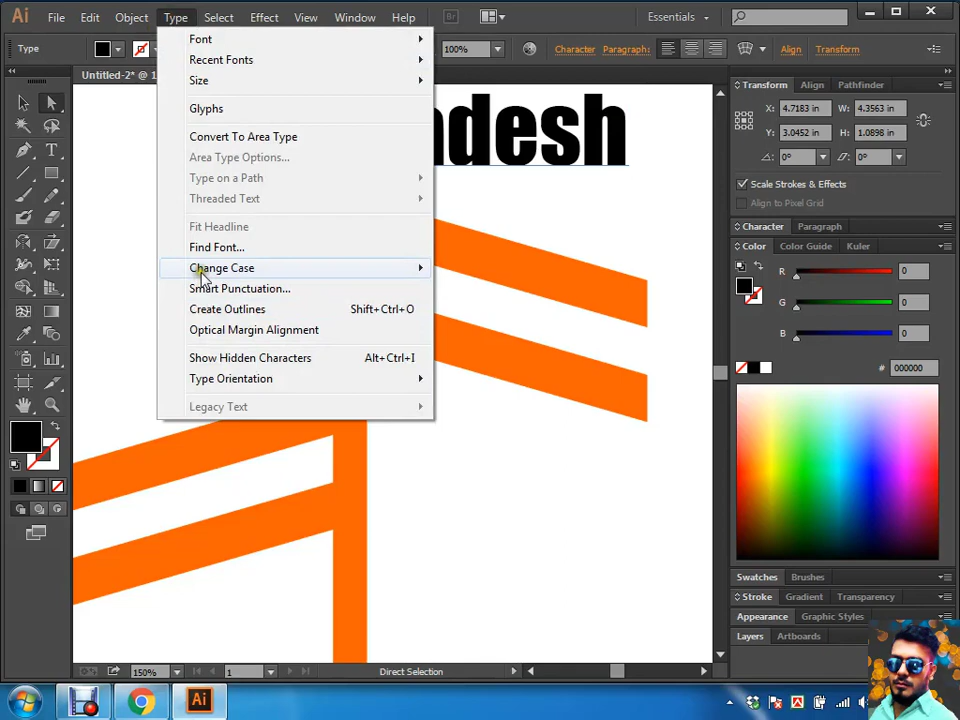 Ai File Edit Object Type Select Effect View Window Help Br Essentials
Type 100% Character Paragraph: Align Transform
Untitled-2* @ 1
Font
Recent Fonts
Size
Glyphs
Convert To Area Type
Area Type Options...
Type on a Path
Threaded Text
Fit Headline
Find Font...
Change Case
Smart Punctuation...
Create Outlines Shift+Ctrl+O
Optical Margin Alignment
Show Hidden Characters Alt+Ctrl+I
Type Orientation
Legacy Text
adesh
Transform Align Pathfinder
X: 4.7183 in W: 4.3563 in
Y: 3.0452 in H: 1.0898 in
0° 0°
Scale Strokes & Effects
Align to Pixel Grid
Character Paragraph
Color Color Guide Kuler
R 0
G 0
B 0
# 000000
Swatches Brushes
Stroke Gradient Transparency
Appearance Graphic Styles
Layers Artboards
150% 1 Direct Selection
Ai